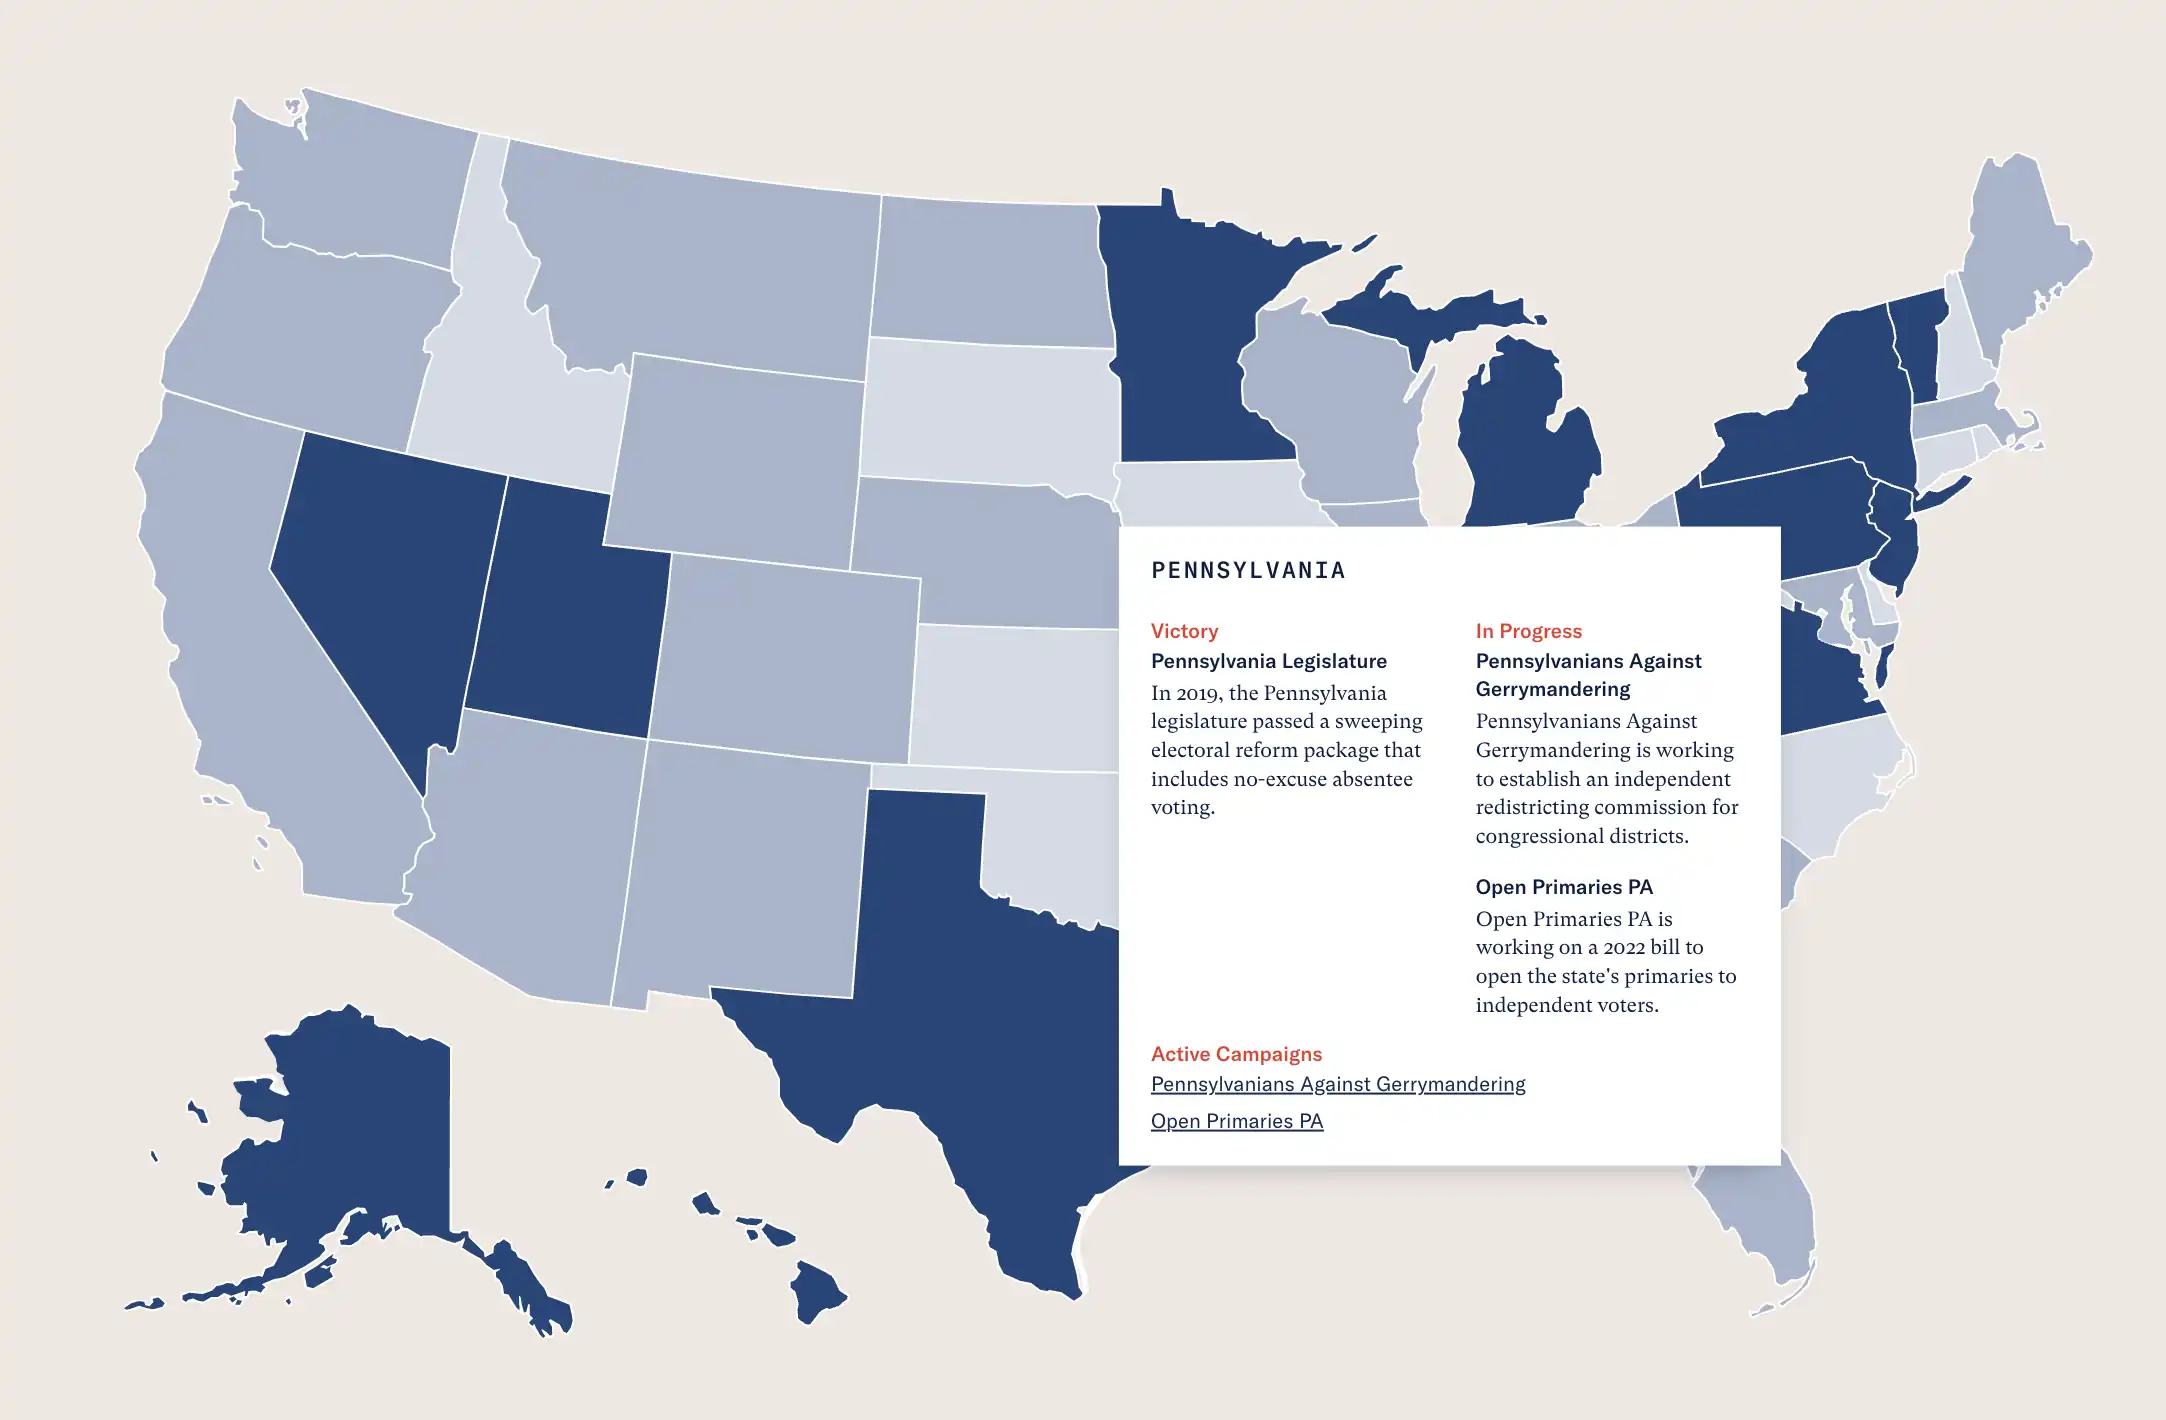 PENNSYLVANIA
Victory
Pennsylvania Legislature
In 2019, the Pennsylvania
legislature passed a sweeping
electoral reform package that
includes no-excuse absentee
voting.
In Progress
Pennsylvanians Against
Gerrymandering
Pennsylvanians Against
Gerrymandering is working
to establish an independent
redistricting commission for
congressional districts.
Open Primaries PA
Open Primaries PA is
working on a 2022 bill to
open the state's primaries to
independent voters.
Active Campaigns
Pennsylvanians Against Gerrymandering
Open Primaries PA